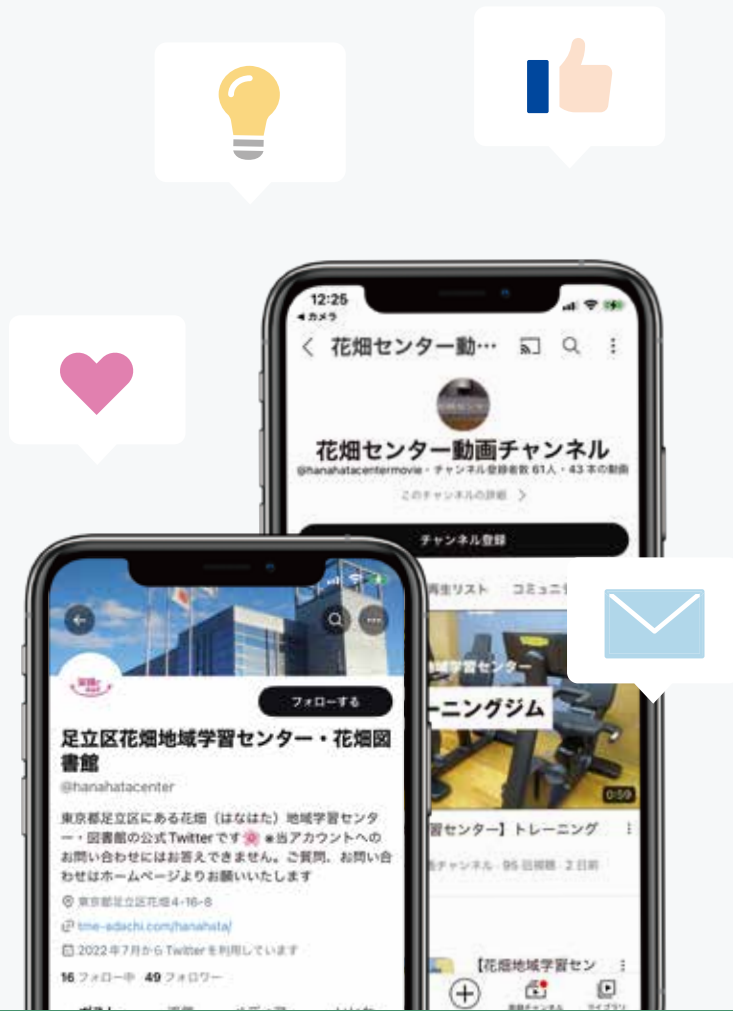 12:25
◀ カメラ
花畑センター動…
花畑センター動画チャンネル
@hanahatacentermovie・チャンネル登録者数 61人・43 本の動画
このチャンネルの詳細 >
チャンネル登録
再生リスト コミュニ
習センター
ーニングジム
0:59
習センター】トレーニング
チャンネル 95 回視聴 2 日前
【花畑地域学習セン
ライブラリ
フォローする
足立区花畑地域学習センター・花畑図
書館
@hanahatacenter
東京都足立区にある花畑（はなはた）地域学習センタ
ー・図書館の公式Twitterです🌸 ※当アカウントへの
お問い合わせにはお答えできません。ご質問、お問い合
わせはホームページよりお願いいたします
東京都足立区花畑4-16-8
tme-adachi.com/hanahata/
2022年7月からTwitterを利用しています
16 フォロー中 49 フォロワー